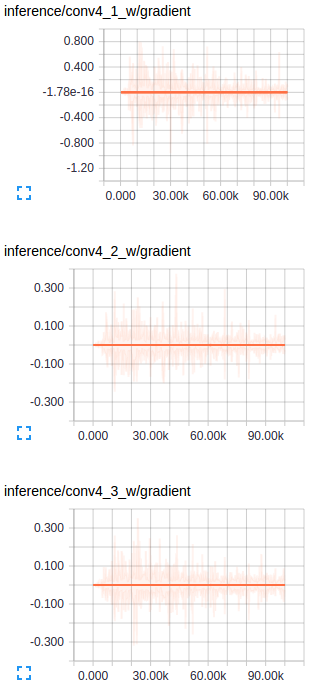 inference/conv4_1_w/gradient
0.800
0.400
-1.78e-16
-0.400
-0.800
-1.20
0.000 30.00k 60.00k 90.00k
inference/conv4_2_w/gradient
0.300
0.100
-0.100
-0.300
0.000 30.00k 60.00k 90.00k
inference/conv4_3_w/gradient
0.300
0.100
-0.100
-0.300
0.000 30.00k 60.00k 90.00k